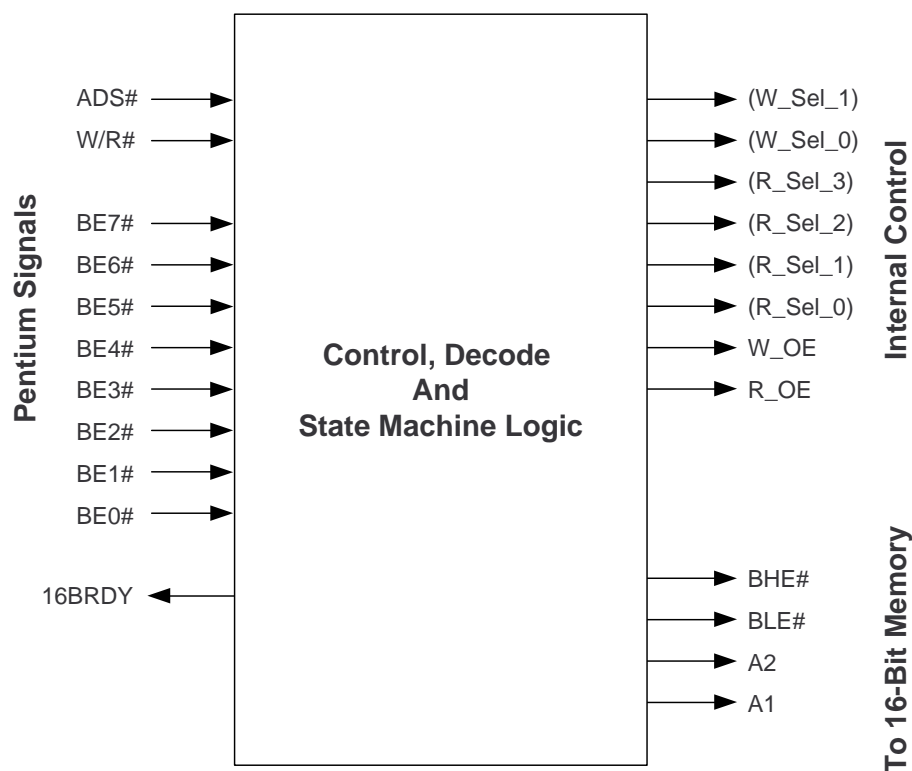 Pentium Signals
ADS#
W/R#
BE7#
BE6#
BE5#
BE4#
BE3#
BE2#
BE1#
BE0#
16BRDY
Control, Decode
And
State Machine Logic
(W_Sel_1)
(W_Sel_0)
(R_Sel_3)
(R_Sel_2)
(R_Sel_1)
(R_Sel_0)
W_OE
R_OE
Internal Control
BHE#
BLE#
A2
A1
To 16-Bit Memory